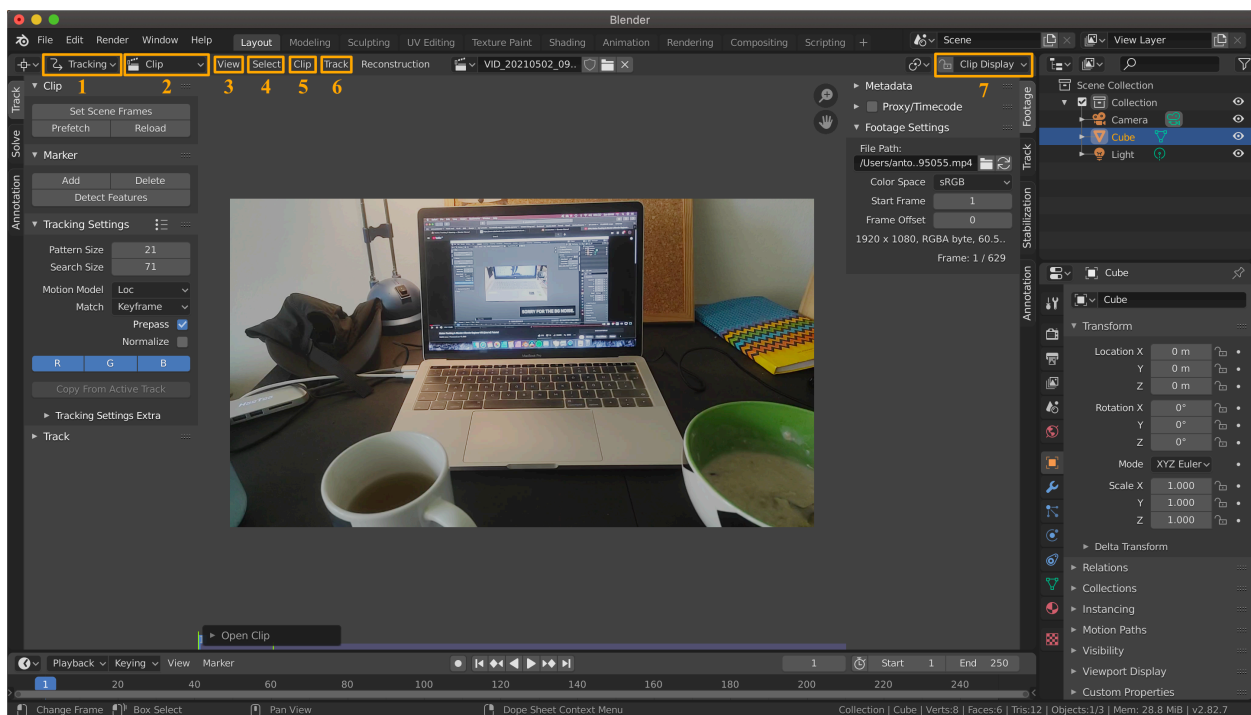 Blender
File Edit Render Window Help Layout Modeling Sculpting UV Editing Texture Paint Shading Animation Rendering Compositing Scripting + Scene View Layer
Tracking Clip View Select Clip Track Reconstruction VID_20210502_09.. Clip Display
1 2 3 4 5 6 7
Track
Solve
Annotation
Clip
Set Scene Frames
Prefetch Reload
Marker
Add Delete
Detect Features
Tracking Settings
Pattern Size 21
Search Size 71
Motion Model Loc
Match Keyframe
Prepass
Normalize
R G B
Copy From Active Track
Tracking Settings Extra
Track
SORRY FOR THE BG NOISE.
MacBook Pro
Open Clip
Metadata
Proxy/Timecode
Footage Settings
File Path:
/Users/anto..95055.mp4
Color Space sRGB
Start Frame 1
Frame Offset 0
1920 x 1080, RGBA byte, 60.5..
Frame: 1 / 629
Footage
Track
Stabilization
Annotation
Scene Collection
Collection
Camera
Cube
Light
Cube
Cube
Transform
Location X 0 m
Y 0 m
Z 0 m
Rotation X 0°
Y 0°
Z 0°
Mode XYZ Euler
Scale X 1.000
Y 1.000
Z 1.000
Delta Transform
Relations
Collections
Instancing
Motion Paths
Visibility
Viewport Display
Custom Properties
Playback Keying View Marker 1 Start 1 End 250
1 20 40 60 80 100 120 140 160 180 200 220 240
Change Frame Box Select Pan View Dope Sheet Context Menu Collection | Cube | Verts:8 | Faces:6 | Tris:12 | Objects:1/3 | Mem: 28.8 MiB | v2.82.7